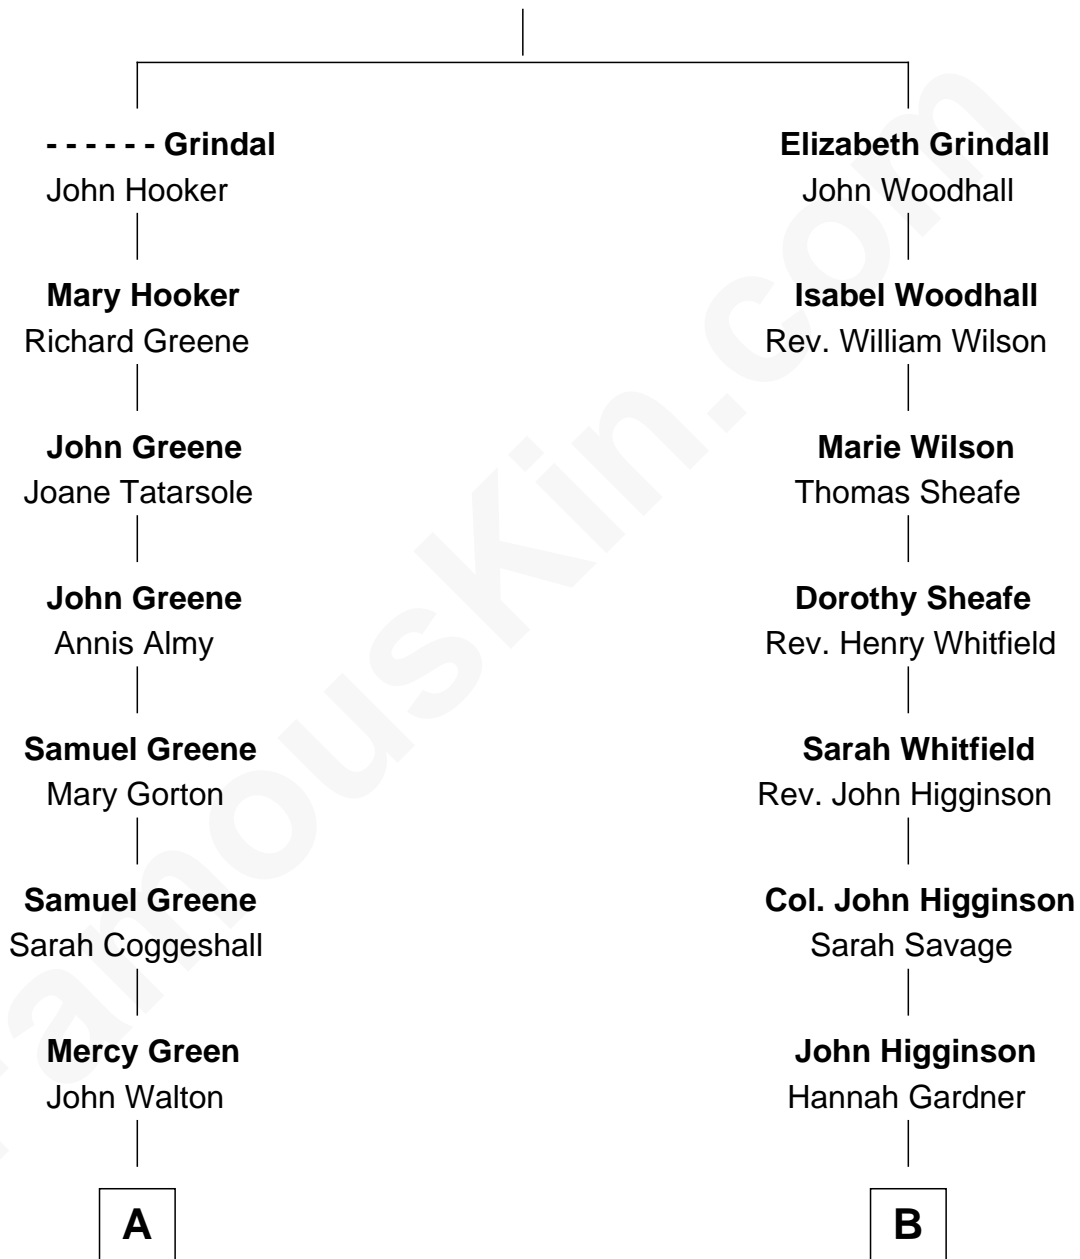 - - - - - - Grindal
John Hooker
Mary Hooker
Richard Greene
John Greene
Joane Tatarsole
John Greene
Annis Almy
Samuel Greene
Mary Gorton
Samuel Greene
Sarah Coggeshall
Mercy Green
John Walton
A
Elizabeth Grindall
John Woodhall
Isabel Woodhall
Rev. William Wilson
Marie Wilson
Thomas Sheafe
Dorothy Sheafe
Rev. Henry Whitfield
Sarah Whitfield
Rev. John Higginson
Col. John Higginson
Sarah Savage
John Higginson
Hannah Gardner
B
FamousKin.com